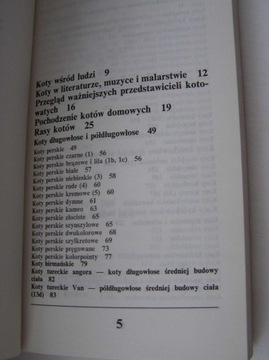 Koty wśród ludzi 9
Koty w literaturze, muzyce i malarstwie 12
Przegląd ważniejszych przedstawicieli koto-
watych 16
Pochodzenie kotów domowych 19
Rasy kotów 25
Koty długowłose i półdługowłose 49
Koty perskie 49
Koty perskie czarne (1) 56
Koty perskie brązowe i lila (1b, 1c) 56
Koty perskie białe 57
Koty perskie niebieskie (3) 58
Koty perskie rude (4) 60
Koty perskie kremowe (5) 60
Koty perskie dymne 61
Koty perskie kameo 63
Koty perskie złociste 65
Koty perskie szynszylowe 65
Koty perskie dwukolorowe 68
Koty perskie szylkretowe 69
Koty perskie pręgowane 73
Koty perskie kolorpointy 77
Koty birmańskie 79
Koty tureckie angora — koty długowłose średniej budowy
ciała 82
Koty tureckie Van — półdługowłose średniej budowy ciała
(13d) 83
5